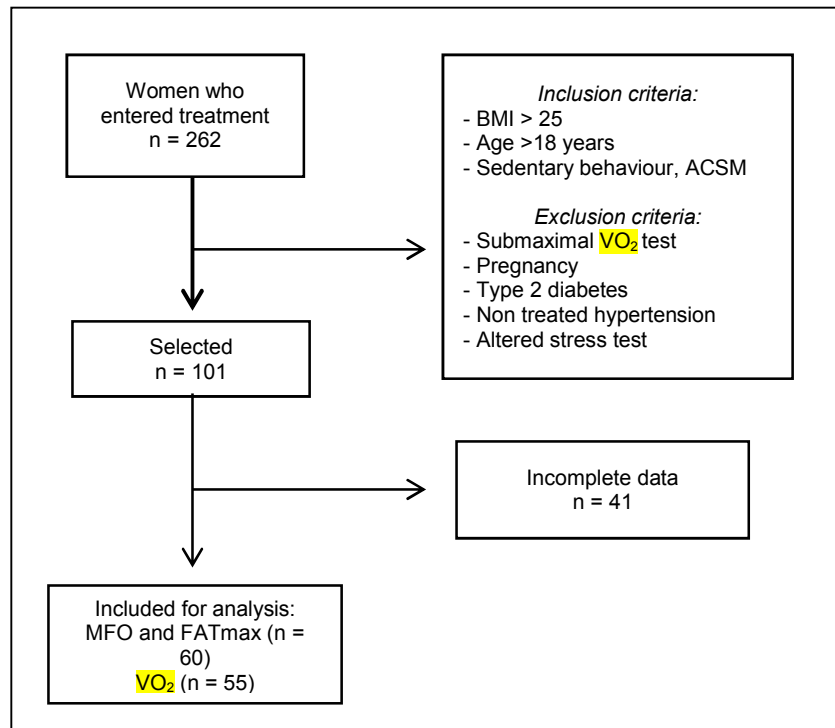 Women who
entered treatment
n = 262
Inclusion criteria:
- BMI > 25
- Age >18 years
- Sedentary behaviour, ACSM
Exclusion criteria:
- Submaximal VO₂ test
- Pregnancy
- Type 2 diabetes
- Non treated hypertension
- Altered stress test
Selected
n = 101
Incomplete data
n = 41
Included for analysis:
MFO and FATmax (n =
60)
VO₂ (n = 55)